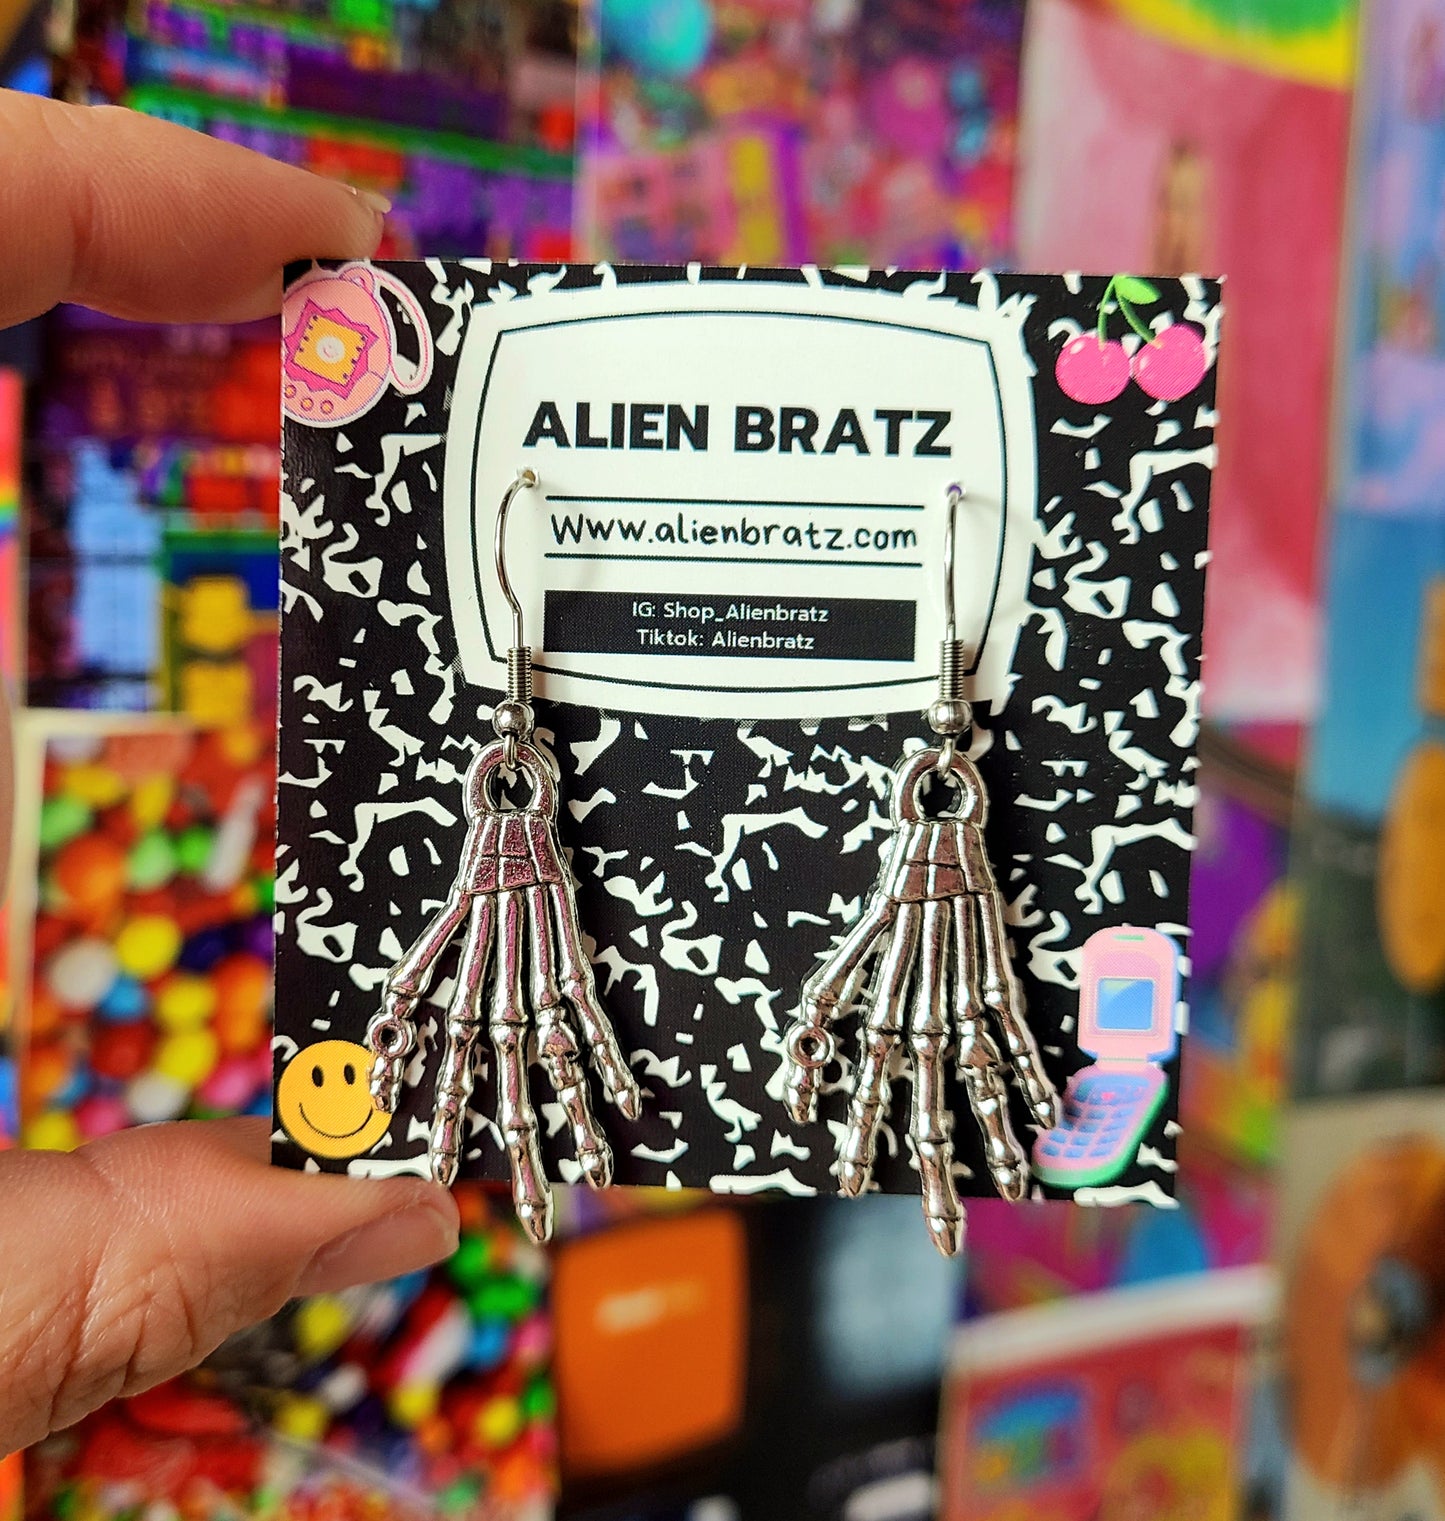 ALIEN BRATZ
Www.alienbratz.com
IG: Shop_Alienbratz
Tiktok: Alienbratz